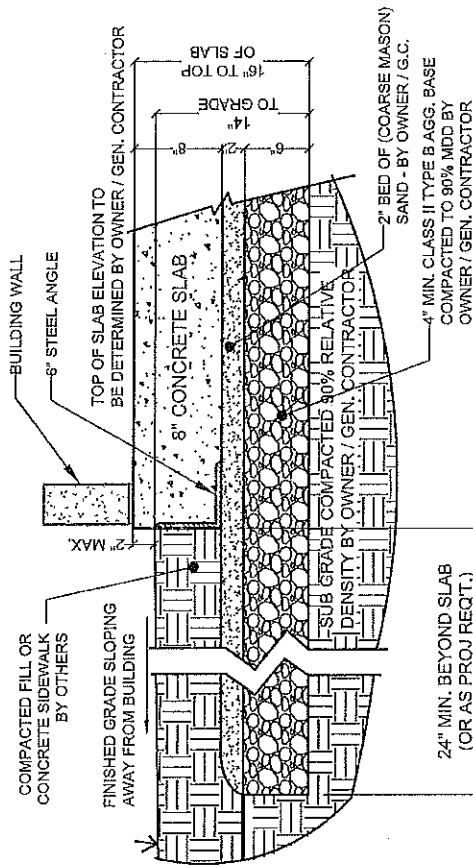 BUILDING WALL
6" STEEL ANGLE
TOP OF SLAB ELEVATION TO
BE DETERMINED BY OWNER / GEN. CONTRACTOR
COMPACTED FILL OR
CONCRETE SIDEWALK
BY OTHERS
FINISHED GRADE SLOPING
AWAY FROM BUILDING
2" MAX.
8" CONCRETE SLAB
8"
2"
6"
14"
TO GRADE
16" TO TOP
OF SLAB
SUB GRADE COMPACTED 90% RELATIVE
DENSITY BY OWNER / GEN. CONTRACTOR
24" MIN. BEYOND SLAB
(OR AS PROJ REQT.)
2" BED OF (COARSE MASON)
SAND - BY OWNER / G.C.
4" MIN. CLASS II TYPE B AGG. BASE
COMPACTED TO 90% MDD BY
OWNER / GEN. CONTRACTOR